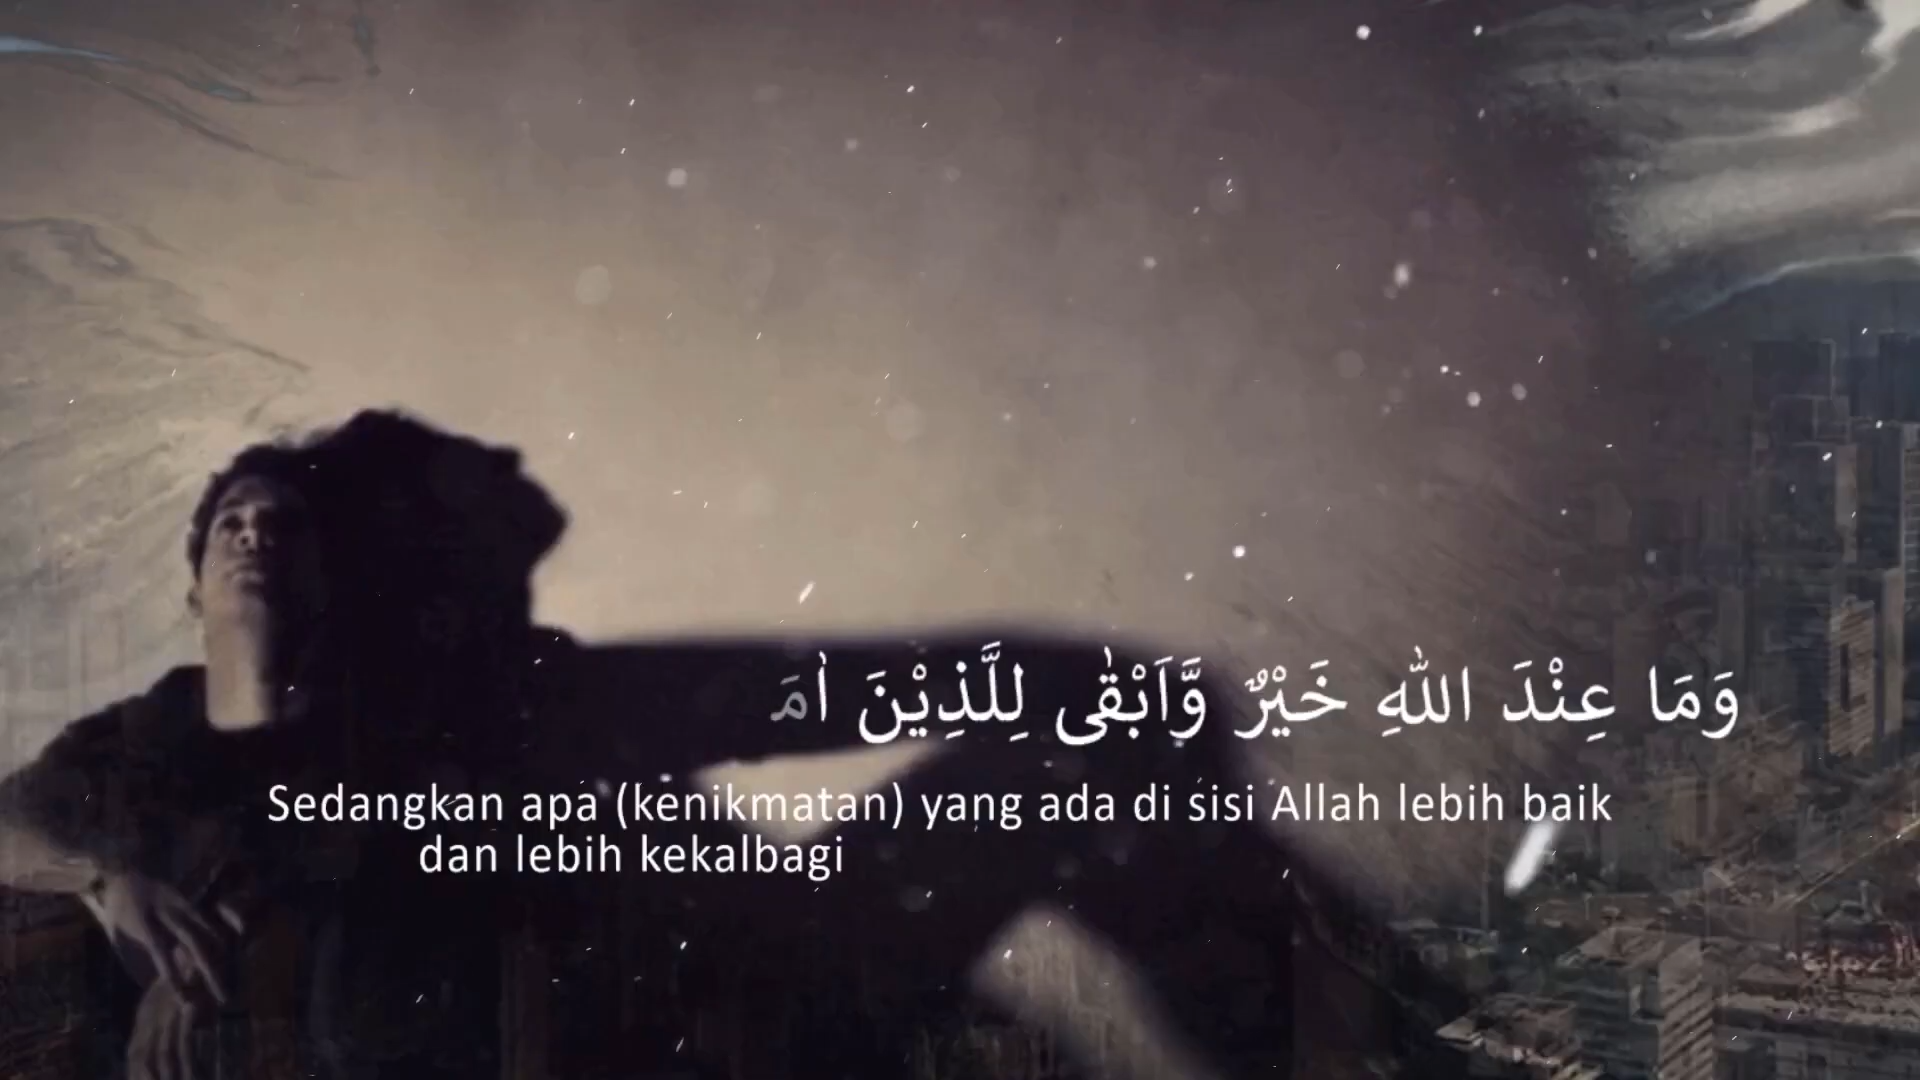 وَمَا عِنْدَ اللّٰهِ خَيْرٌ وَّاَبْقٰى لِلَّذِيْنَ اٰمَ
Sedangkan apa (kenikmatan) yang ada di sisi Allah lebih baik
dan lebih kekalbagi